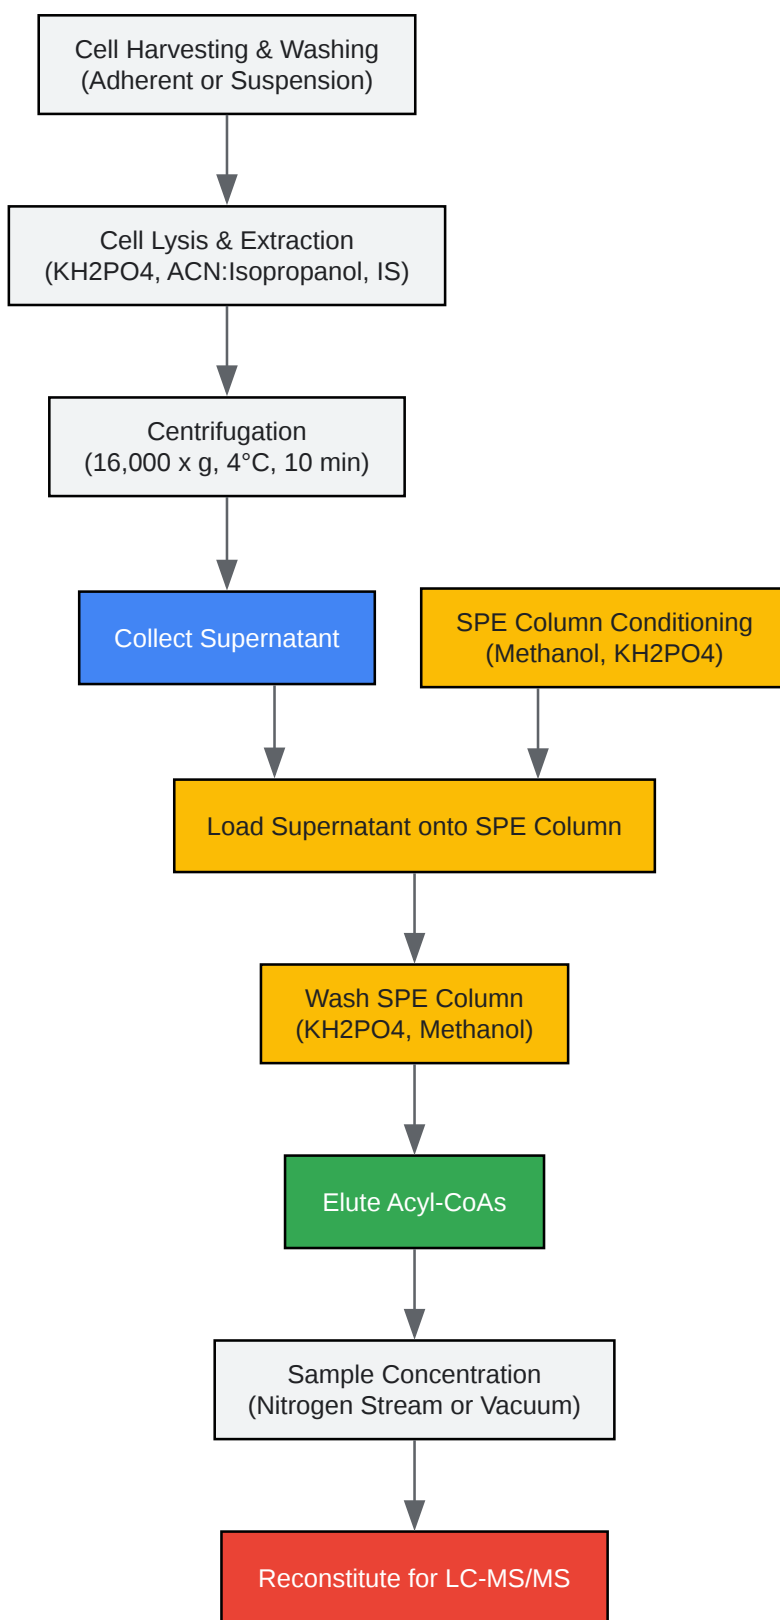 Cell Harvesting & Washing
(Adherent or Suspension)
Cell Lysis & Extraction
(KH2PO4, ACN:Isopropanol, IS)
Centrifugation
(16,000 x g, 4°C, 10 min)
Collect Supernatant
SPE Column Conditioning
(Methanol, KH2PO4)
Load Supernatant onto SPE Column
Wash SPE Column
(KH2PO4, Methanol)
Elute Acyl-CoAs
Sample Concentration
(Nitrogen Stream or Vacuum)
Reconstitute for LC-MS/MS